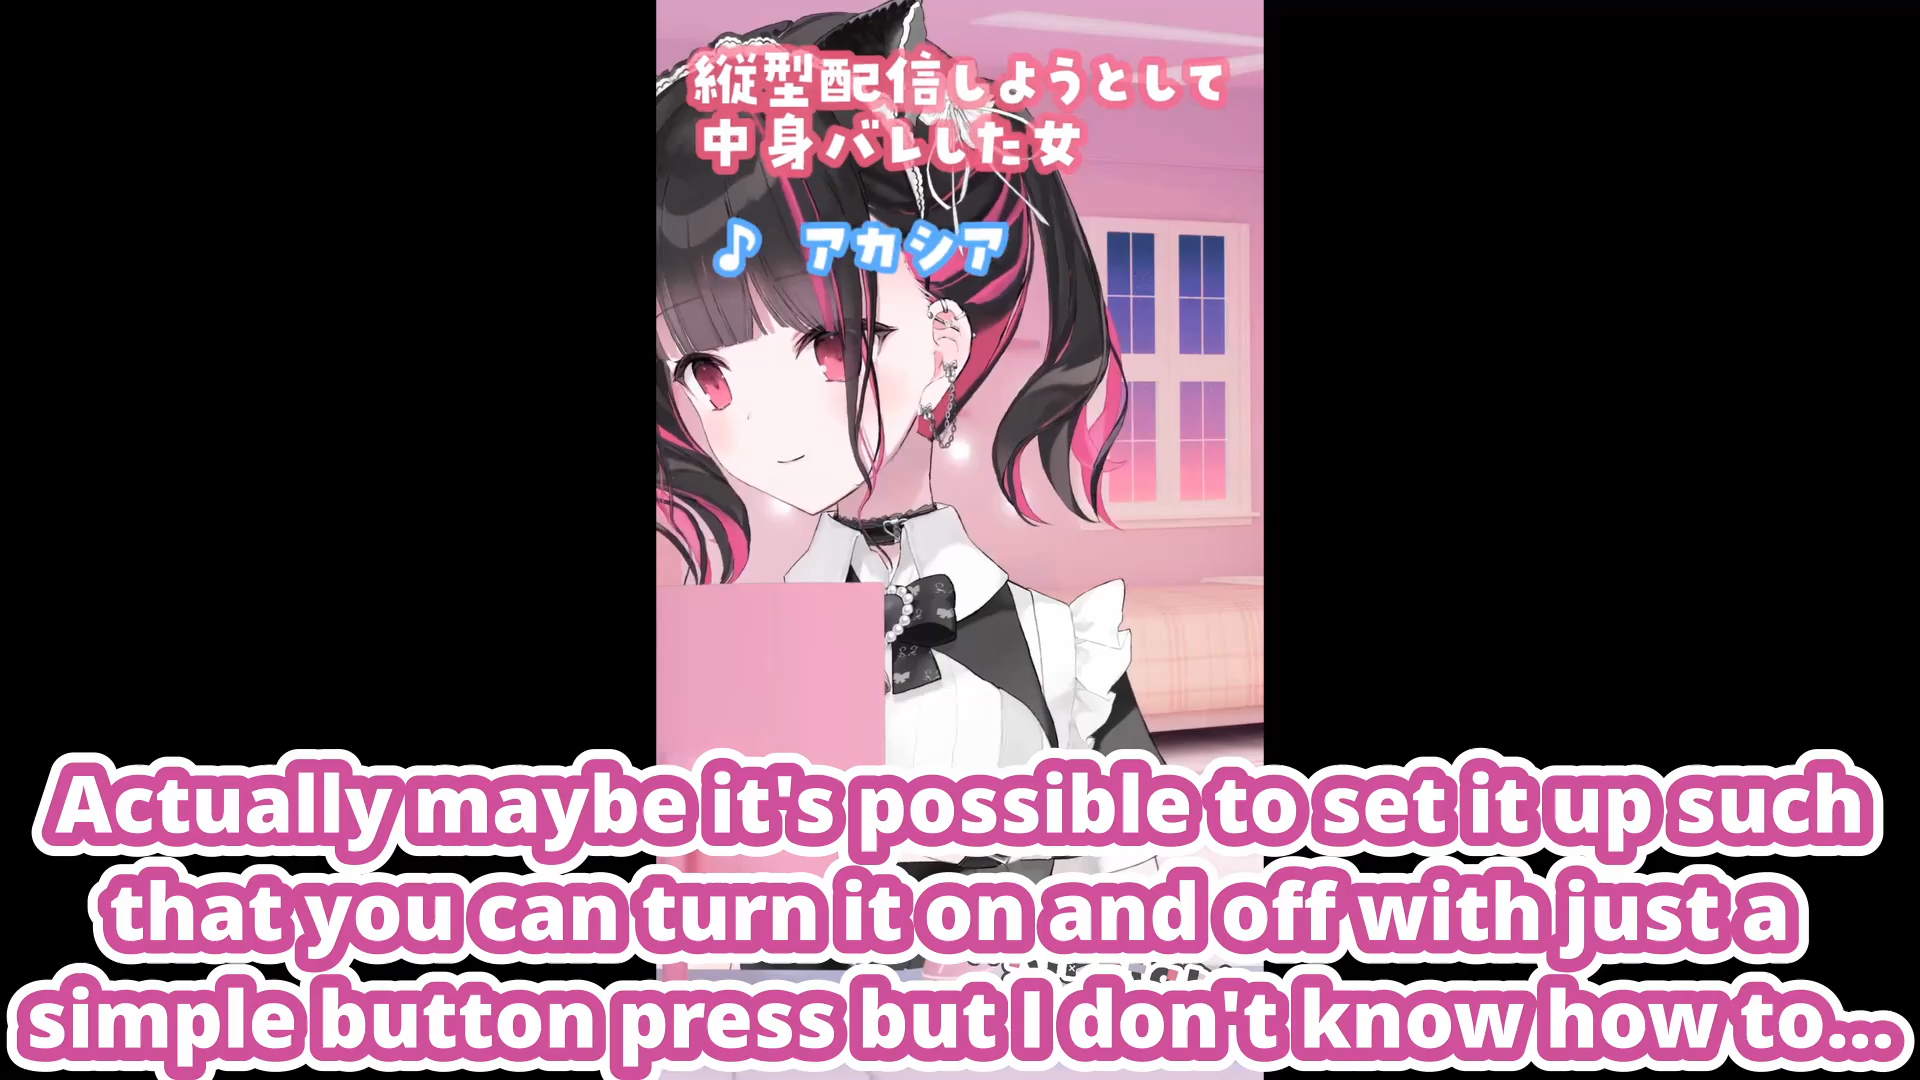 縦型配信しようとして
中身バレした女
♪ アカシア
Actually maybe it's possible to set it up such
that you can turn it on and off with just a
simple button press but I don't know how to...